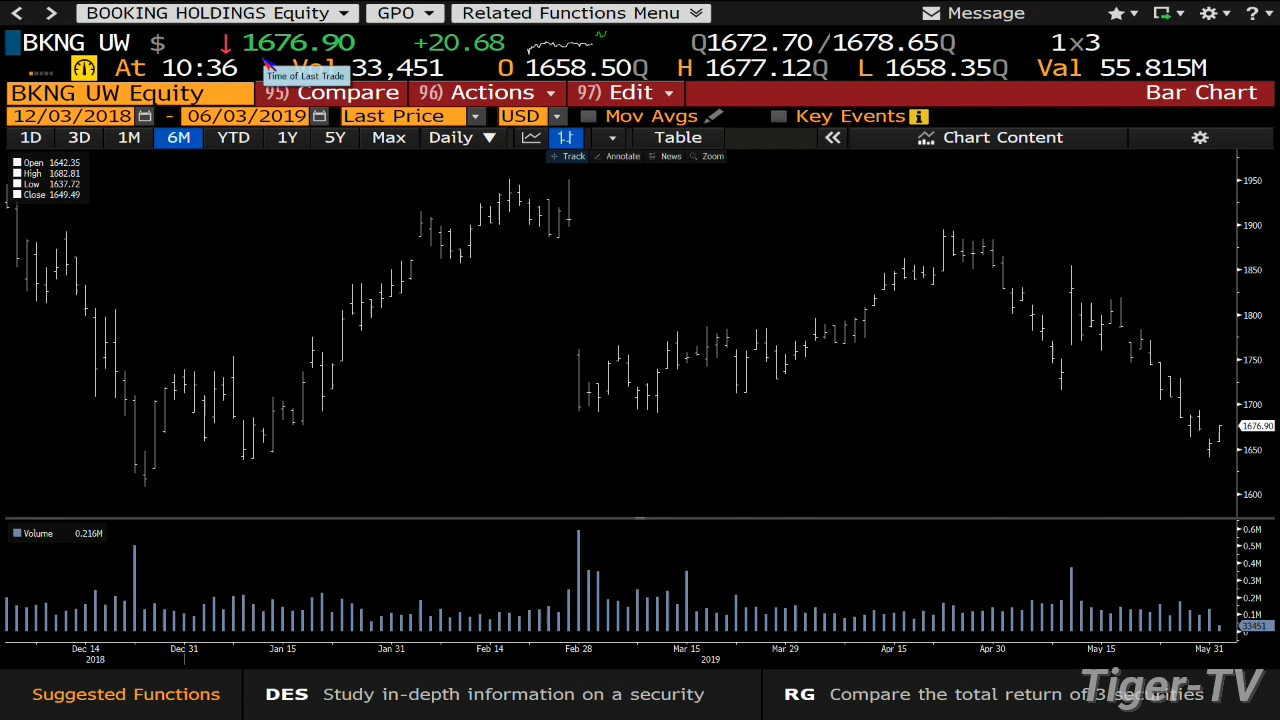 BOOKING HOLDINGS Equity GPO Related Functions Menu Message ?
BKNG UW $ ↓ 1676.90 +20.68 Q1672.70 /1678.65Q 1x3
At 10:36 Vol 33,451 O 1658.50Q H 1677.12Q L 1658.35Q Val 55.815M
Time of Last Trade
BKNG UW Equity 95) Compare 96) Actions 97) Edit Bar Chart
12/03/2018 - 06/03/2019 Last Price USD Mov Avgs Key Events
1D 3D 1M 6M YTD 1Y 5Y Max Daily ▼ Table « Chart Content
Track Annotate News Zoom
Open 1642.35
High 1682.81
Low 1637.72
Close 1649.49
1950
1900
1850
1800
1750
1700
1676.90
1650
1600
Volume 0.216M
0.6M
0.5M
0.4M
0.3M
0.2M
0.1M
33451
0
Dec 14 Dec 31 Jan 15 Jan 31 Feb 14 Feb 28 Mar 15 Mar 29 Apr 15 Apr 30 May 15 May 31
2018 2019
Suggested Functions DES Study in-depth information on a security RG Compare the total return of 3 securities
Tiger-TV